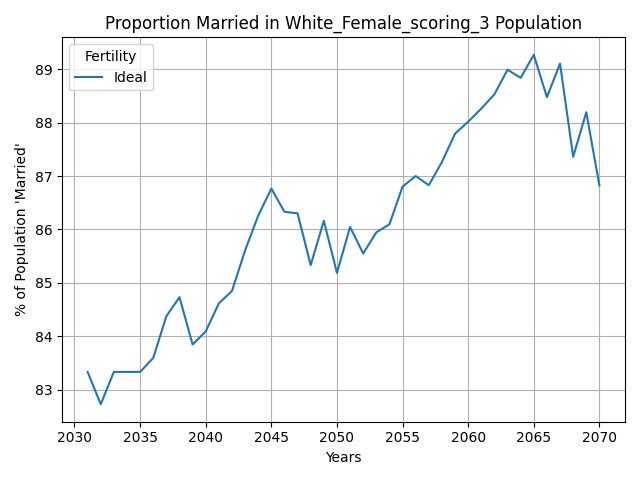 Proportion Married in White_Female_scoring_3 Population
Fertility
Ideal
% of Population 'Married'
89
88
87
86
85
84
83
2030 2035 2040 2045 2050 2055 2060 2065 2070
Years